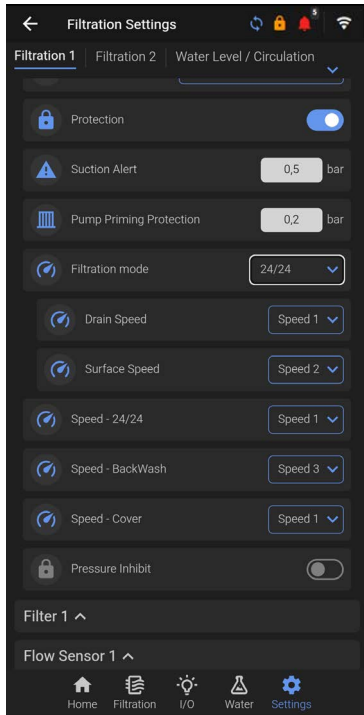 Filtration Settings
5
Filtration 1
Filtration 2
Water Level / Circulation
Protection
Suction Alert
0,5
bar
Pump Priming Protection
0,2
bar
Filtration mode
24/24
Drain Speed
Speed 1
Surface Speed
Speed 2
Speed - 24/24
Speed 1
Speed - BackWash
Speed 3
Speed - Cover
Speed 1
Pressure Inhibit
Filter 1
Flow Sensor 1
Home
Filtration
I/O
Water
Settings